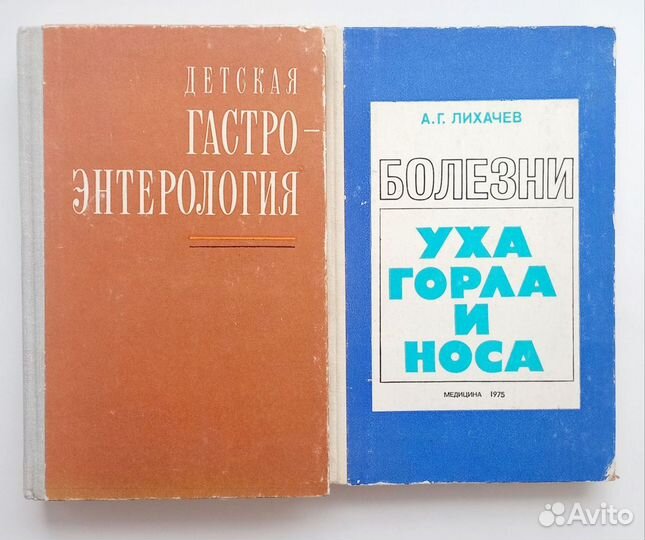 ДЕТСКАЯ
ГАСТРО-
ЭНТЕРОЛОГИЯ
А.Г. ЛИХАЧЕВ
БОЛЕЗНИ
УХА
ГОРЛА
И
НОСА
МЕДИЦИНА 1975
Avito